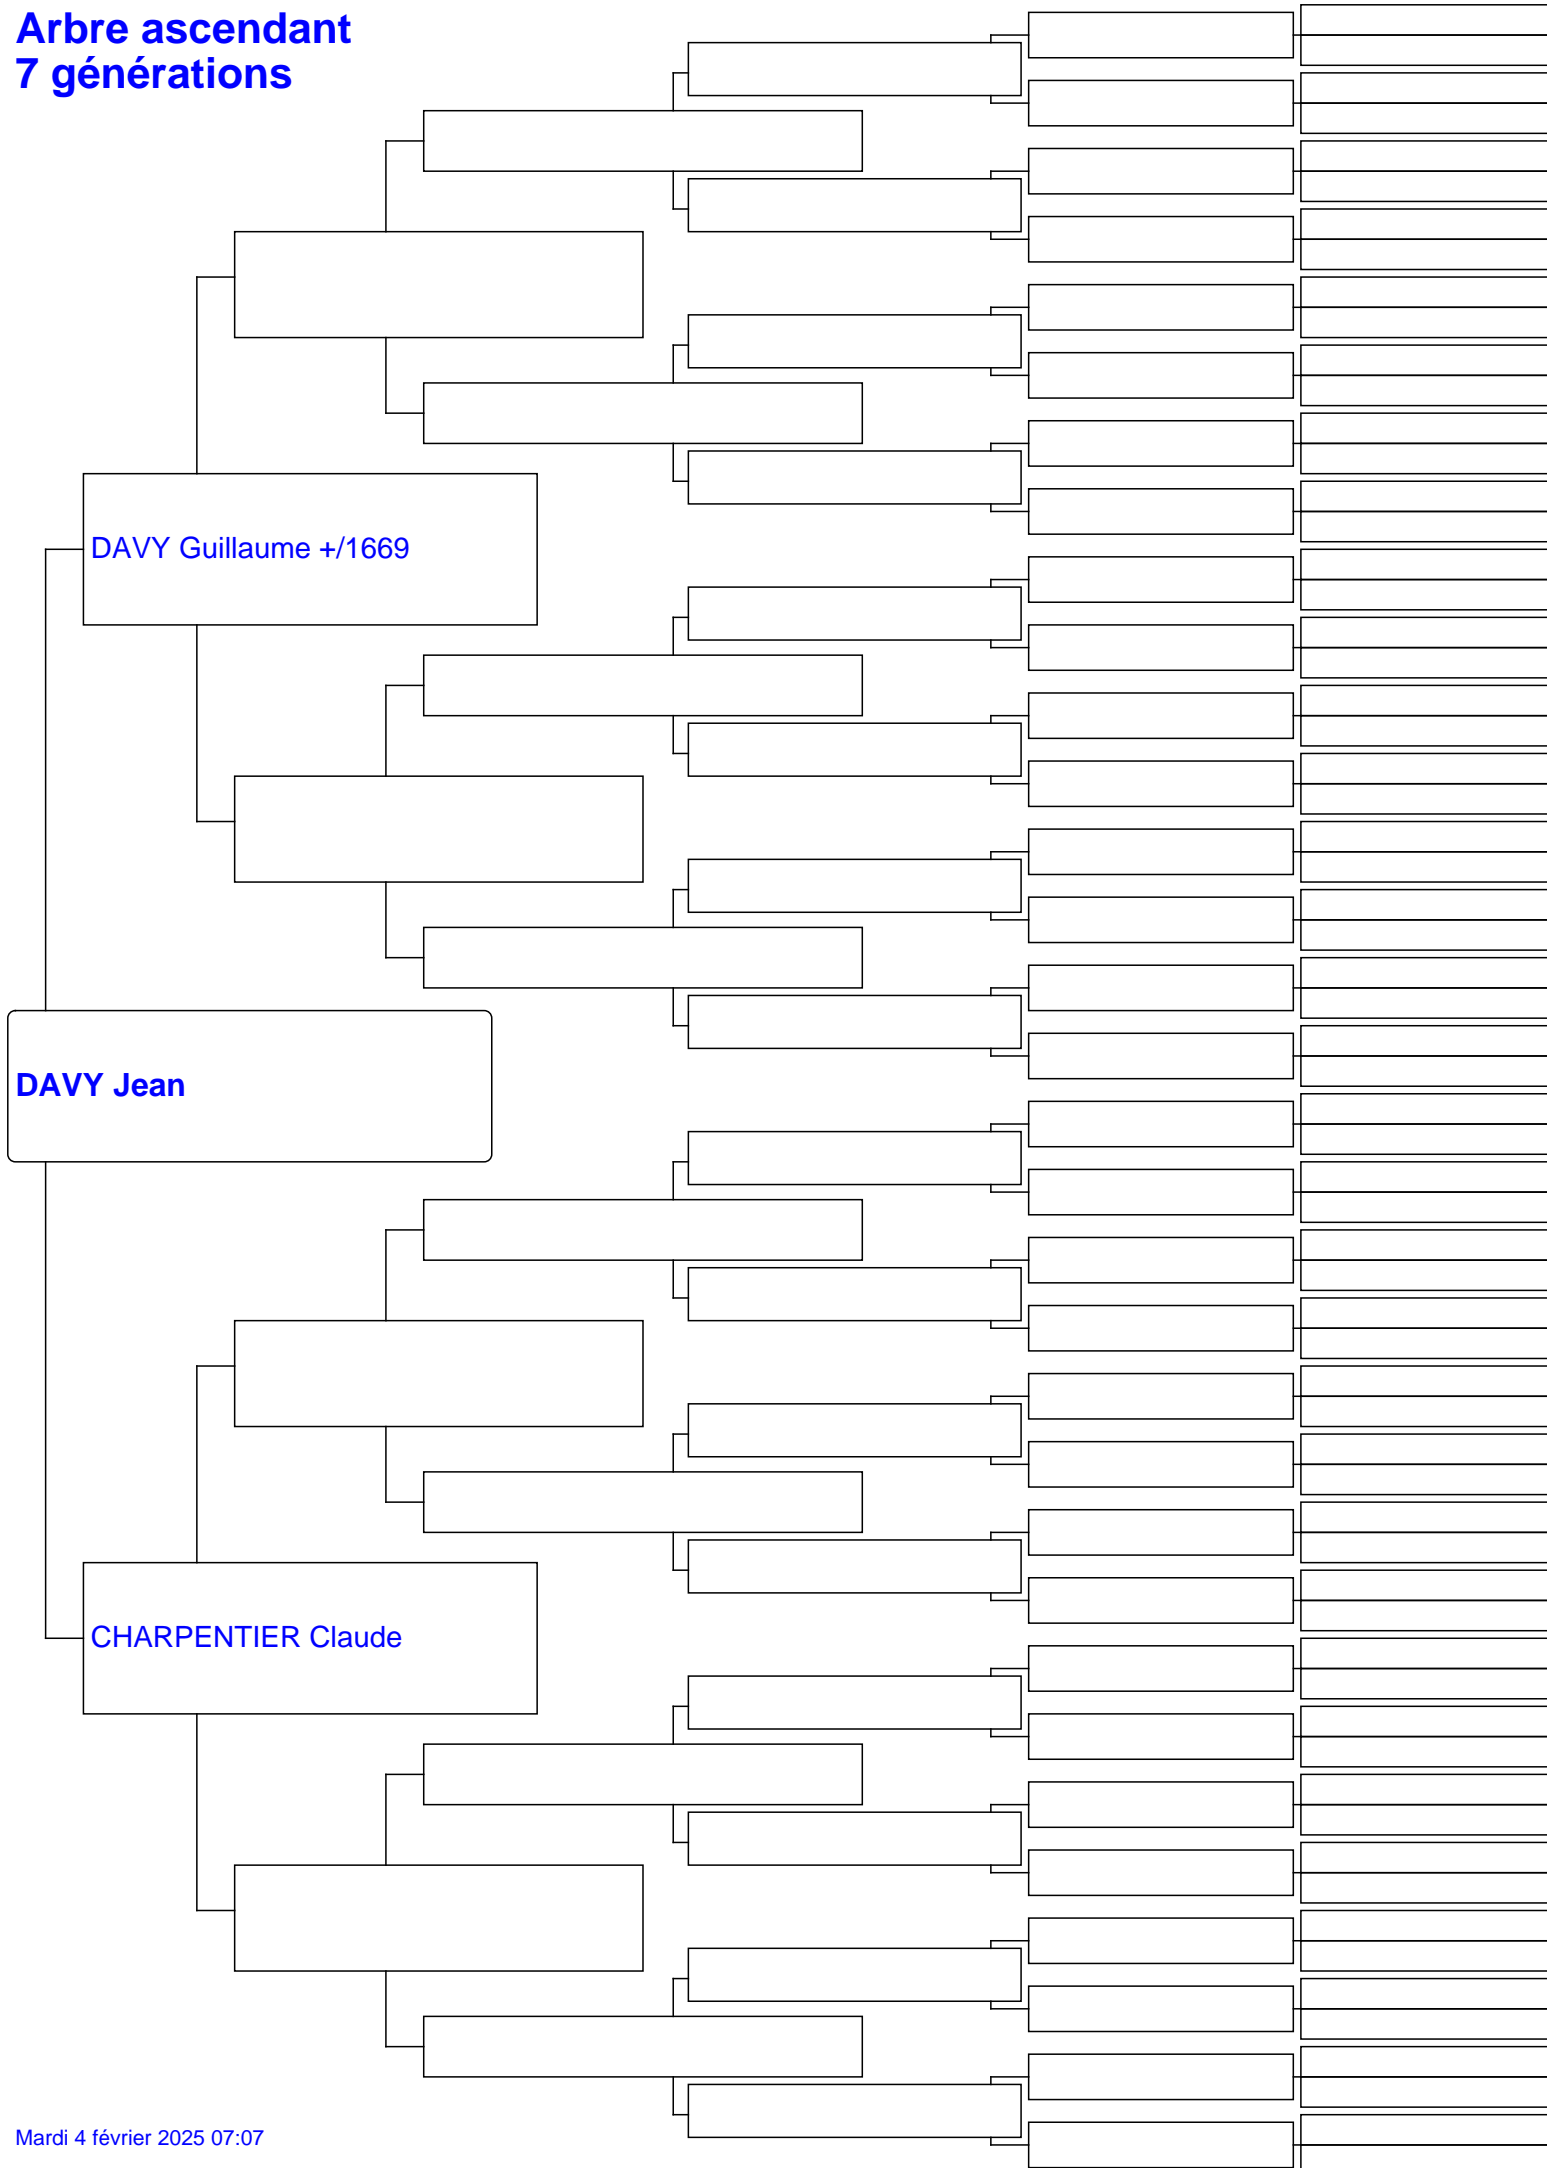 Arbre ascendant
7 générations
DAVY Guillaume +/1669
DAVY Jean
CHARPENTIER Claude
Mardi 4 février 2025 07:07